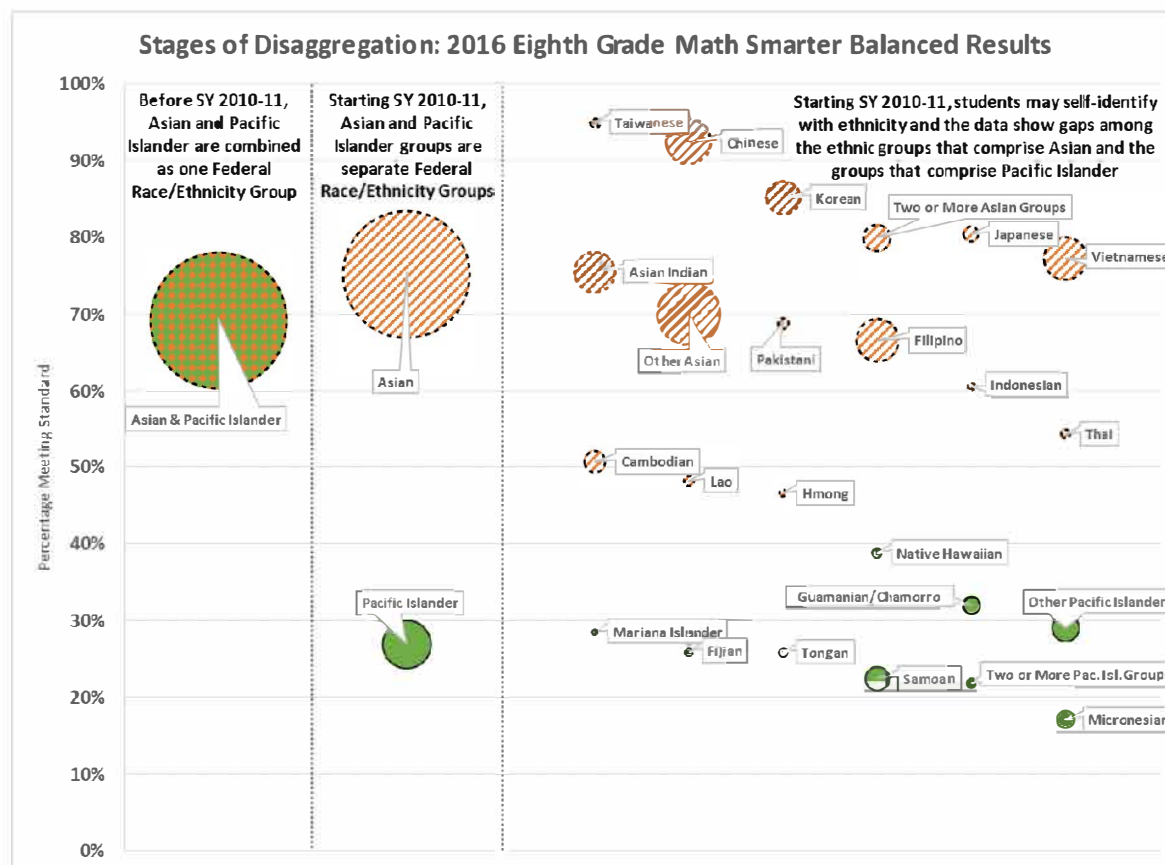 Stages of Disaggregation: 2016 Eighth Grade Math Smarter Balanced Results
Percentage Meeting Standard
100%
90%
80%
70%
60%
50%
40%
30%
20%
10%
0%
Before SY 2010-11,
Asian and Pacific
Islander are combined
as one Federal
Race/Ethnicity Group
Starting SY 2010-11,
Asian and Pacific
Islander groups are
separate Federal
Race/Ethnicity Groups
Starting SY 2010-11, students may self-identify
with ethnicity and the data show gaps among
the ethnic groups that comprise Asian and the
groups that comprise Pacific Islander
Asian & Pacific Islander
Asian
Pacific Islander
Taiwanese
Chinese
Korean
Two or More Asian Groups
Japanese
Vietnamese
Asian Indian
Other Asian
Pakistani
Filipino
Indonesian
Thai
Cambodian
Lao
Hmong
Native Hawaiian
Guamanian/Chamorro
Other Pacific Islander
Mariana Islander
Fijian
Tongan
Samoan
Two or More Pac. Isl. Group
Micronesian